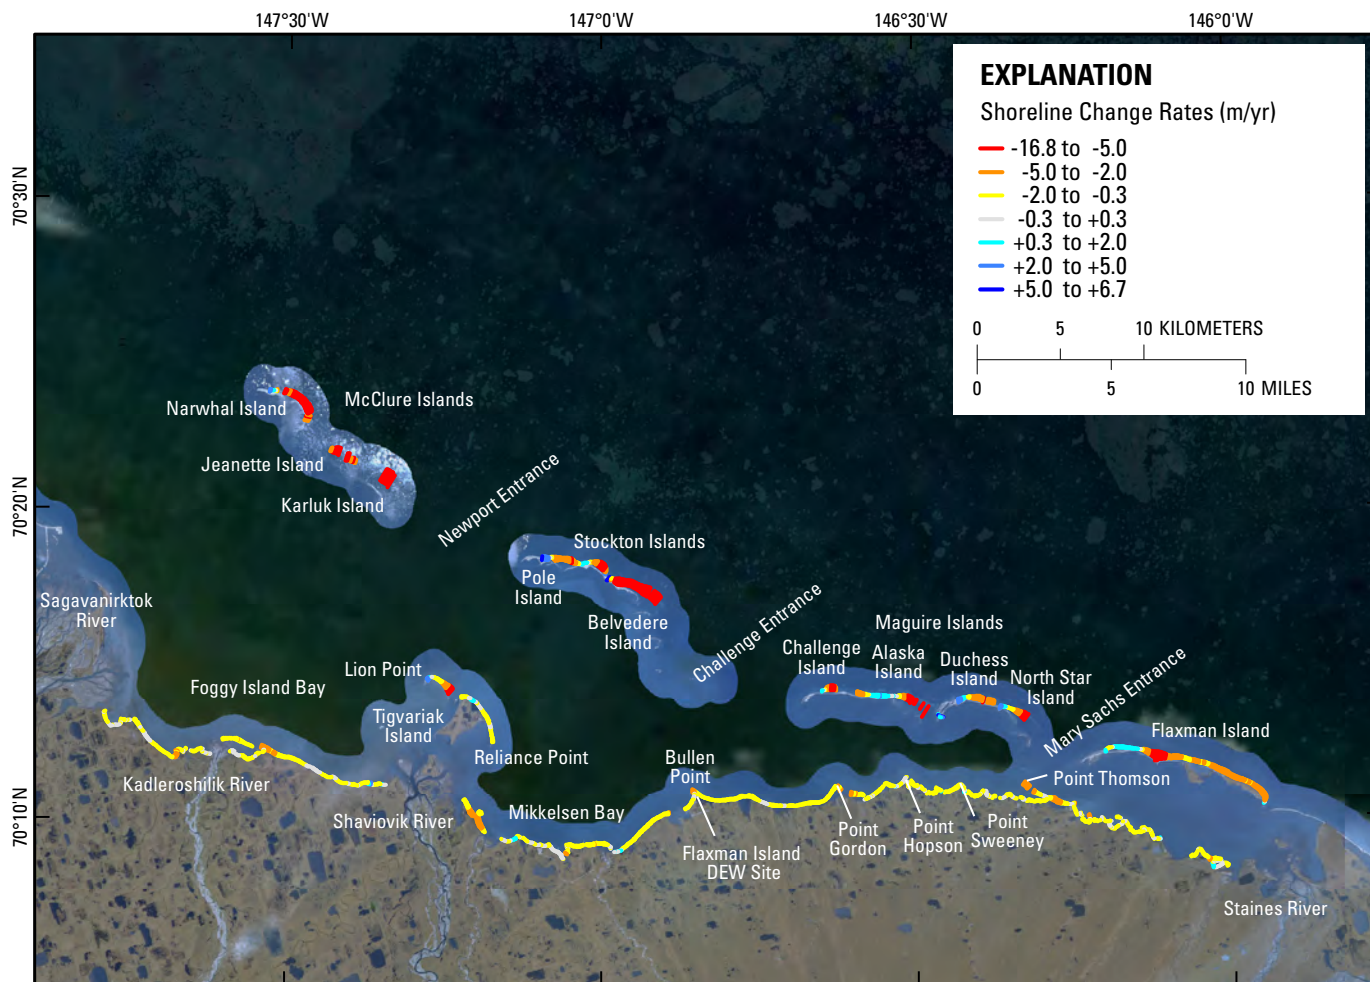 147°30'W
147°0'W
146°30'W
146°0'W
70°30'N
70°20'N
70°10'N
EXPLANATION
Shoreline Change Rates (m/yr)
-16.8 to -5.0
-5.0 to -2.0
-2.0 to -0.3
-0.3 to +0.3
+0.3 to +2.0
+2.0 to +5.0
+5.0 to +6.7
0 5 10 KILOMETERS
0 5 10 MILES
Narwhal Island
McClure Islands
Jeanette Island
Karluk Island
Newport Entrance
Stockton Islands
Pole
Island
Belvedere
Island
Challenge Entrance
Maguire Islands
Challenge
Island
Alaska
Island
Duchess
Island
North Star
Island
Mary Sachs Entrance
Flaxman Island
Sagavanirktok
River
Foggy Island Bay
Lion Point
Tigvariak
Island
Reliance Point
Kadleroshilik River
Shaviovik River
Mikkelsen Bay
Bullen
Point
Flaxman Island
DEW Site
Point
Gordon
Point
Hopson
Point
Sweeney
Point Thomson
Staines River